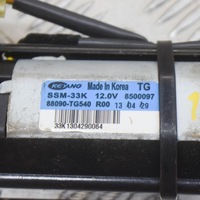 KEYANG Made in Korea TG
SSM-33K 12.0V 8500097
88090-TG540 R00 13 04 29
33K1304290064